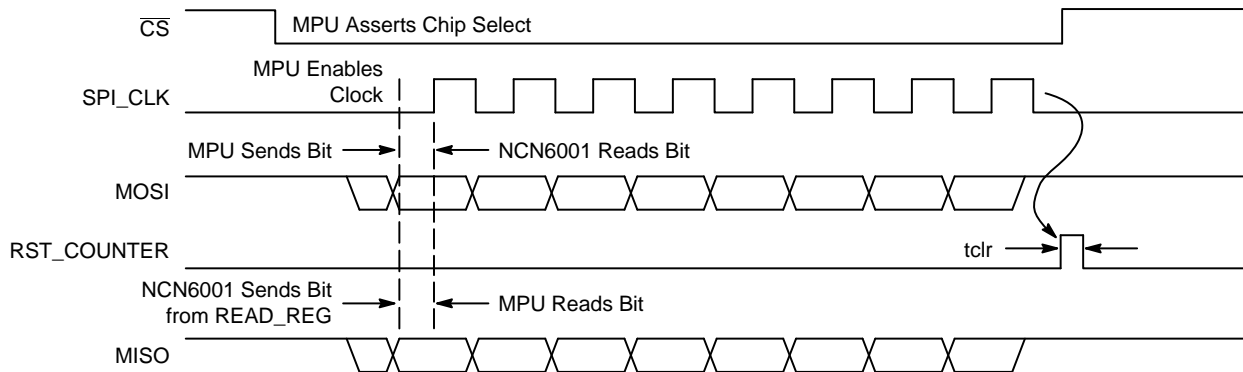 CS
MPU Asserts Chip Select
MPU Enables
Clock
SPI_CLK
MPU Sends Bit
NCN6001 Reads Bit
MOSI
RST_COUNTER
tclr
NCN6001 Sends Bit
from READ_REG
MPU Reads Bit
MISO